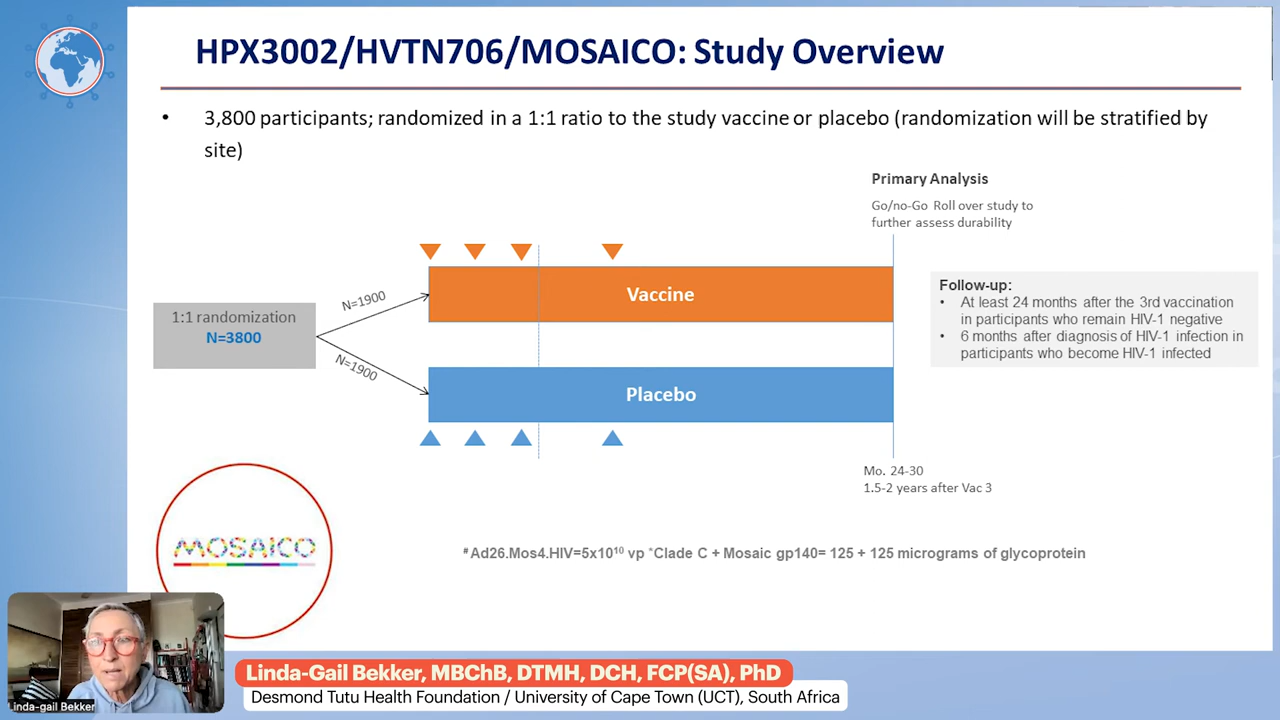 HPX3002/HVTN706/MOSAICO: Study Overview
• 3,800 participants; randomized in a 1:1 ratio to the study vaccine or placebo (randomization will be stratified by
site)
Primary Analysis
Go/no-Go Roll over study to
further assess durability
1:1 randomization
N=3800
N=1900
N=1900
Vaccine
Placebo
Follow-up:
• At least 24 months after the 3rd vaccination
in participants who remain HIV-1 negative
• 6 months after diagnosis of HIV-1 infection in
participants who become HIV-1 infected
Mo. 24-30
1.5-2 years after Vac 3
MOSAICO
#Ad26.Mos4.HIV=5x10¹⁰ vp *Clade C + Mosaic gp140= 125 + 125 micrograms of glycoprotein
Linda-gail Bekker
Linda-Gail Bekker, MBChB, DTMH, DCH, FCP(SA), PhD
Desmond Tutu Health Foundation / University of Cape Town (UCT), South Africa